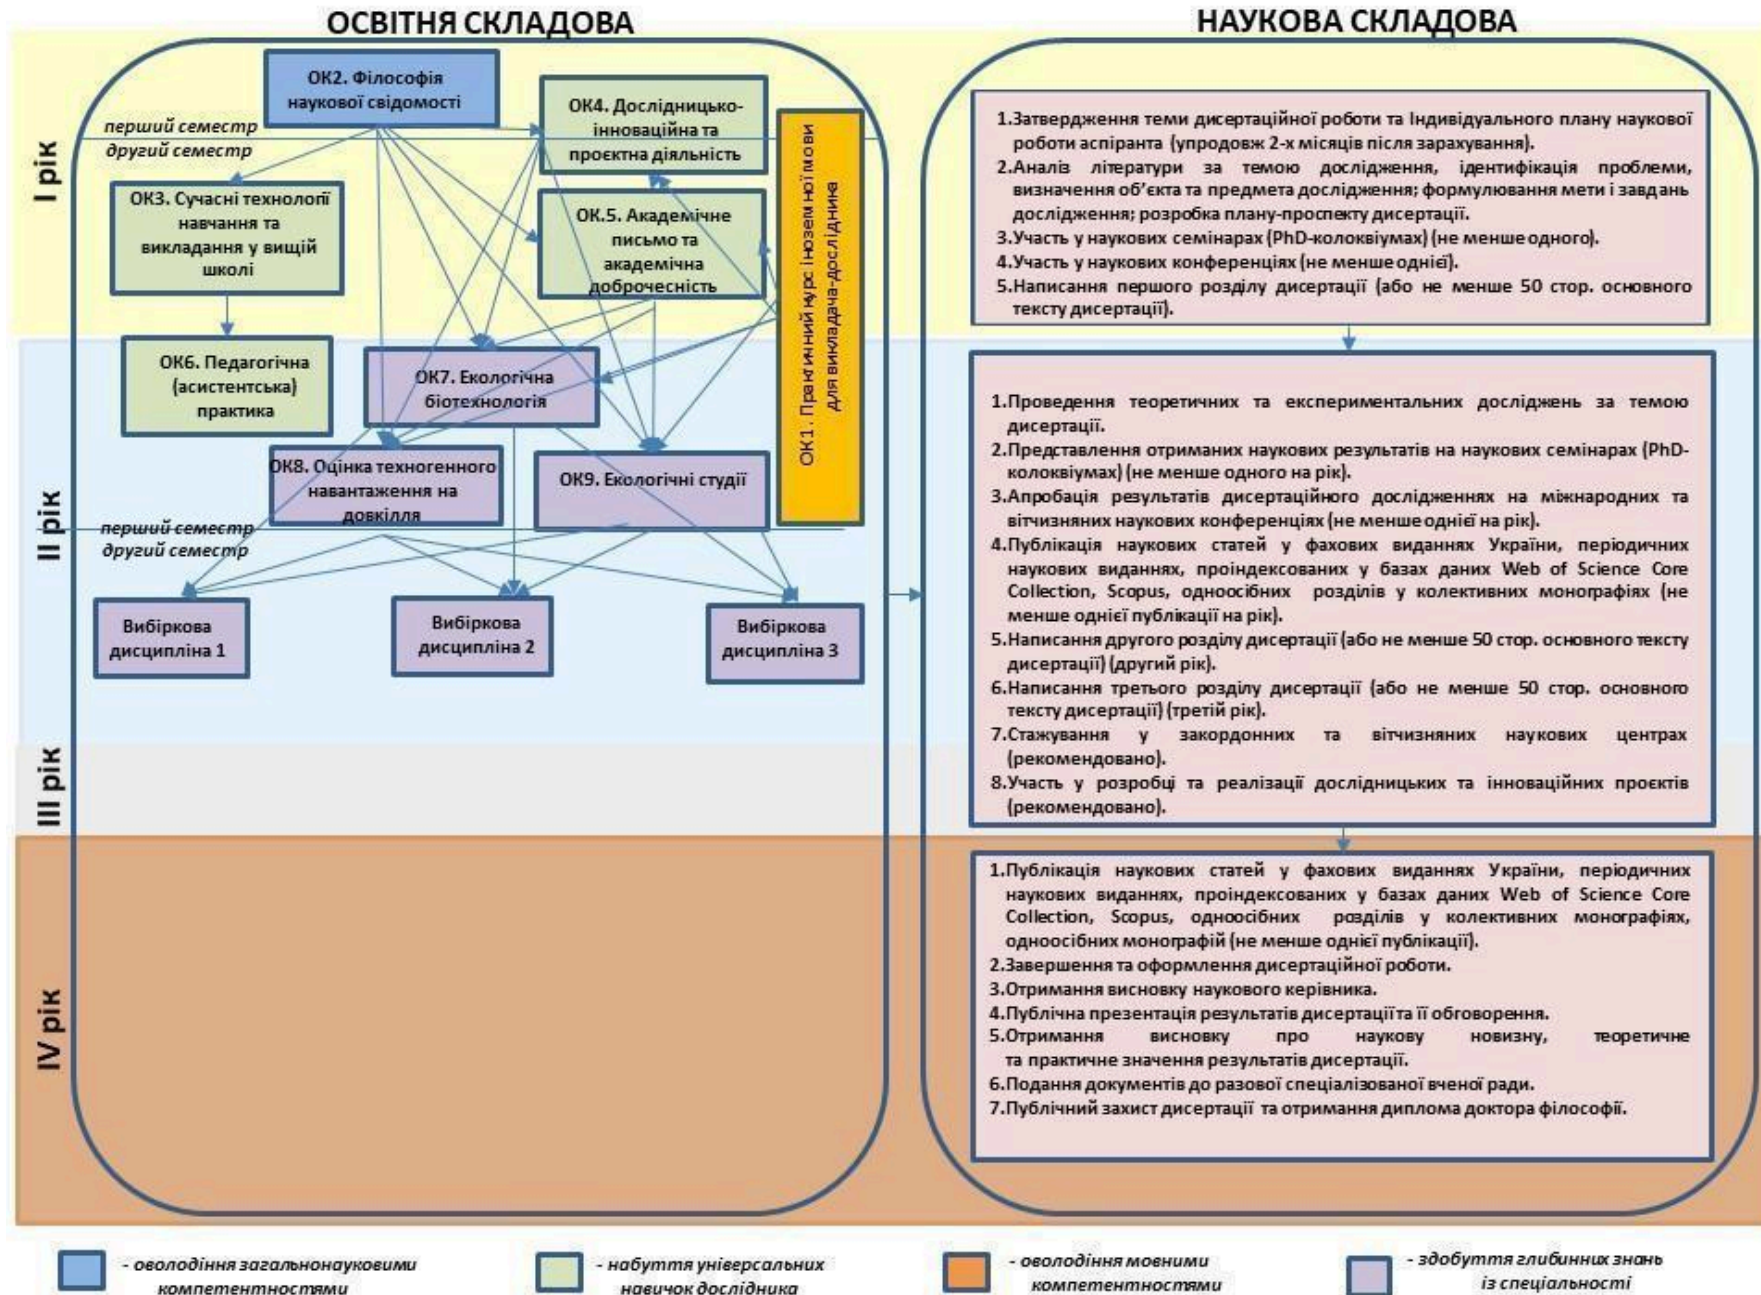 ОСВІТНЯ СКЛАДОВА
НАУКОВА СКЛАДОВА
І рік
ІІ рік
ІІІ рік
IV рік
ОК2. Філософія
наукової свідомості
ОК4. Дослідницько-
інноваційна та
проєктна діяльність
перший семестр
другий семестр
ОК3. Сучасні технології
навчання та
викладання у вищій
школі
ОК.5. Академічне
письмо та
академічна
доброчесність
ОК1. Практичний курс іноземної мови
для викладача-дослідника
ОК6. Педагогічна
(асистентська)
практика
ОК7. Екологічна
біотехнологія
ОК8. Оцінка техногенного
навантаження на
довкілля
ОК9. Екологічні студії
перший семестр
другий семестр
Вибіркова
дисципліна 1
Вибіркова
дисципліна 2
Вибіркова
дисципліна 3
1.Затвердження теми дисертаційної роботи та Індивідуального плану наукової
роботи аспіранта (упродовж 2-х місяців після зарахування).
2.Аналіз літератури за темою дослідження, ідентифікація проблеми,
визначення об’єкта та предмета дослідження; формулювання мети і завдань
дослідження; розробка плану-проспекту дисертації.
3.Участь у наукових семінарах (PhD-колоквіумах) (не менше одного).
4.Участь у наукових конференціях (не менше однієї).
5.Написання першого розділу дисертації (або не менше 50 стор. основного
тексту дисертації).
1.Проведення теоретичних та експериментальних досліджень за темою
дисертації.
2.Представлення отриманих наукових результатів на наукових семінарах (PhD-
колоквіумах) (не менше одного на рік).
3.Апробація результатів дисертаційного дослідженнях на міжнародних та
вітчизняних наукових конференціях (не менше однієї на рік).
4.Публікація наукових статей у фахових виданнях України, періодичних
наукових виданнях, проіндексованих у базах даних Web of Science Core
Collection, Scopus, одноосібних розділів у колективних монографіях (не
менше однієї публікації на рік).
5.Написання другого розділу дисертації (або не менше 50 стор. основного тексту
дисертації) (другий рік).
6.Написання третього розділу дисертації (або не менше 50 стор. основного
тексту дисертації) (третій рік).
7.Стажування у закордонних та вітчизняних наукових центрах
(рекомендовано).
8.Участь у розробці та реалізації дослідницьких та інноваційних проєктів
(рекомендовано).
1.Публікація наукових статей у фахових виданнях України, періодичних
наукових виданнях, проіндексованих у базах даних Web of Science Core
Collection, Scopus, одноосібних розділів у колективних монографіях,
одноосібних монографій (не менше однієї публікації).
2.Завершення та оформлення дисертаційної роботи.
3.Отримання висновку наукового керівника.
4.Публічна презентація результатів дисертації та її обговорення.
5.Отримання висновку про наукову новизну, теоретичне
та практичне значення результатів дисертації.
6.Подання документів до разової спеціалізованої вченої ради.
7.Публічний захист дисертації та отримання диплома доктора філософії.
- оволодіння загальнонауковими
компетентностями
- набуття універсальних
навичок дослідника
- оволодіння мовними
компетентностями
- здобуття глибинних знань
із спеціальності